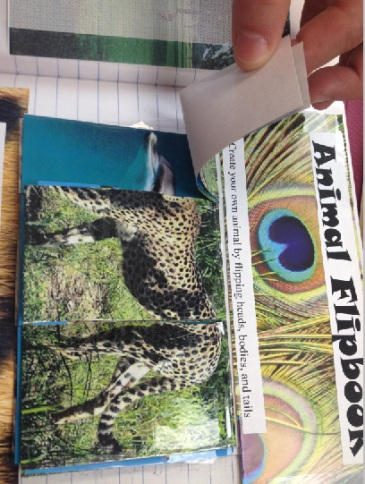 Animal Flipbook
Create your own animal by flipping heads, bodies, and tails